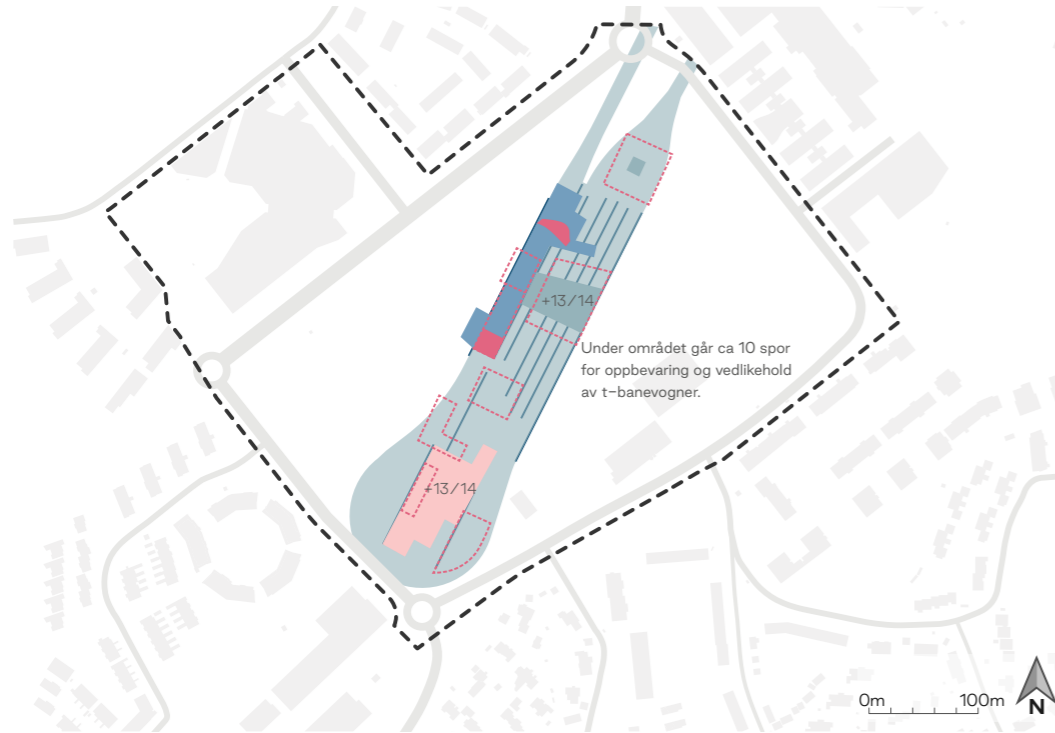 +13/14
Under området går ca 10 spor
for oppbevaring og vedlikehold
av t-banevogner.
+13/14
0m 100m
N